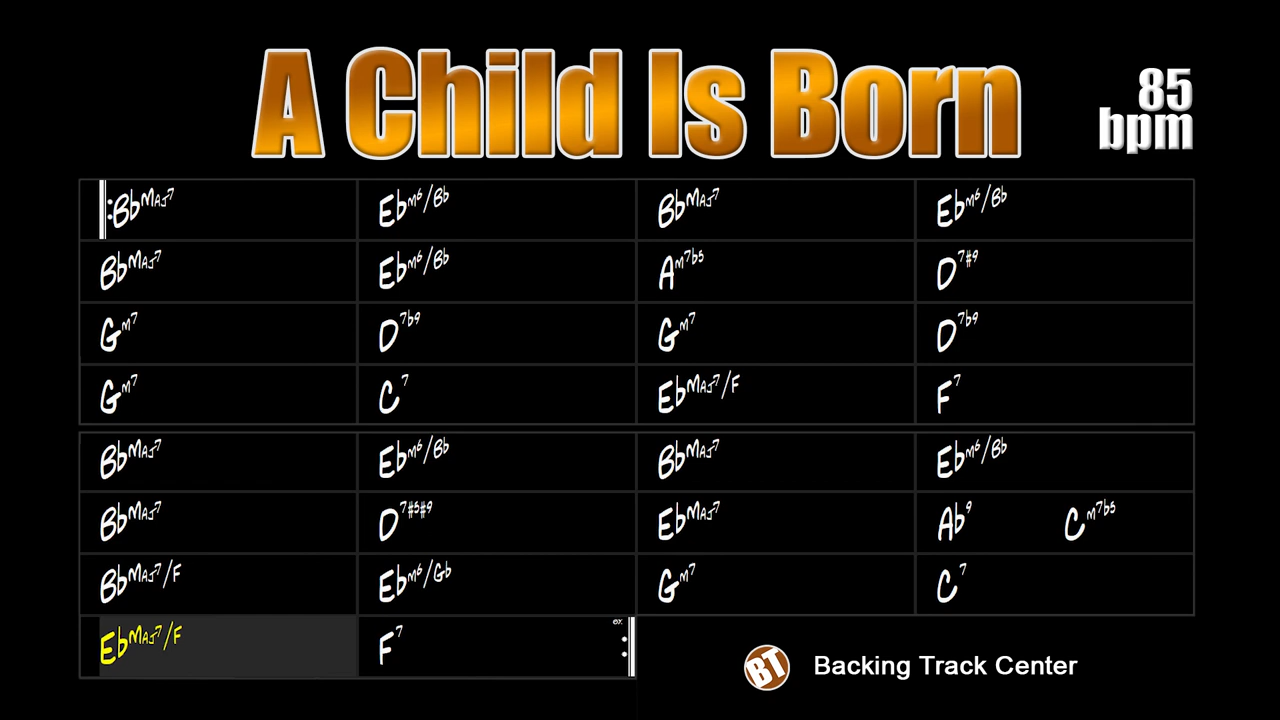 A Child Is Born
85
bpm
BbMaj7 Ebm6/Bb BbMaj7 Ebm6/Bb
BbMaj7 Ebm6/Bb Am7b5 D7#9
Gm7 D7b9 Gm7 D7b9
Gm7 C7 EbMaj7/F F7
BbMaj7 Ebm6/Bb BbMaj7 Ebm6/Bb
BbMaj7 D7#5#9 EbMaj7 Ab9 Cm7b5
BbMaj7/F Ebm6/Gb Gm7 C7
EbMaj7/F F7
BT Backing Track Center